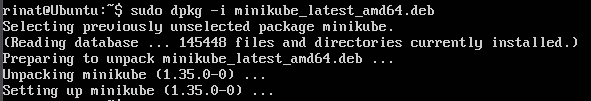 rinat@Ubuntu:~$ sudo dpkg -i minikube_latest_amd64.deb
Selecting previously unselected package minikube.
(Reading database ... 145448 files and directories currently installed.)
Preparing to unpack minikube_latest_amd64.deb ...
Unpacking minikube (1.35.0-0) ...
Setting up minikube (1.35.0-0) ...